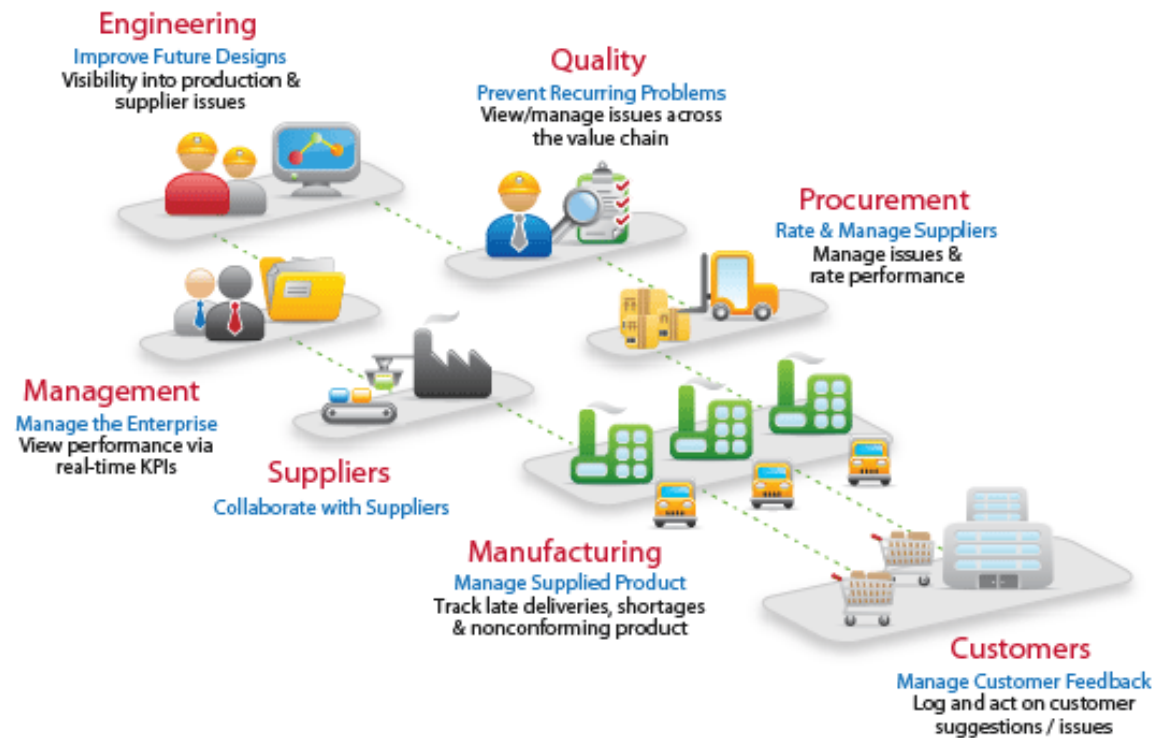 Engineering
Improve Future Designs
Visibility into production &
supplier issues
Quality
Prevent Recurring Problems
View/manage issues across
the value chain
Procurement
Rate & Manage Suppliers
Manage issues &
rate performance
Management
Manage the Enterprise
View performance via
real-time KPIs
Suppliers
Collaborate with Suppliers
Manufacturing
Manage Supplied Product
Track late deliveries, shortages
& nonconforming product
Customers
Manage Customer Feedback
Log and act on customer
suggestions / issues